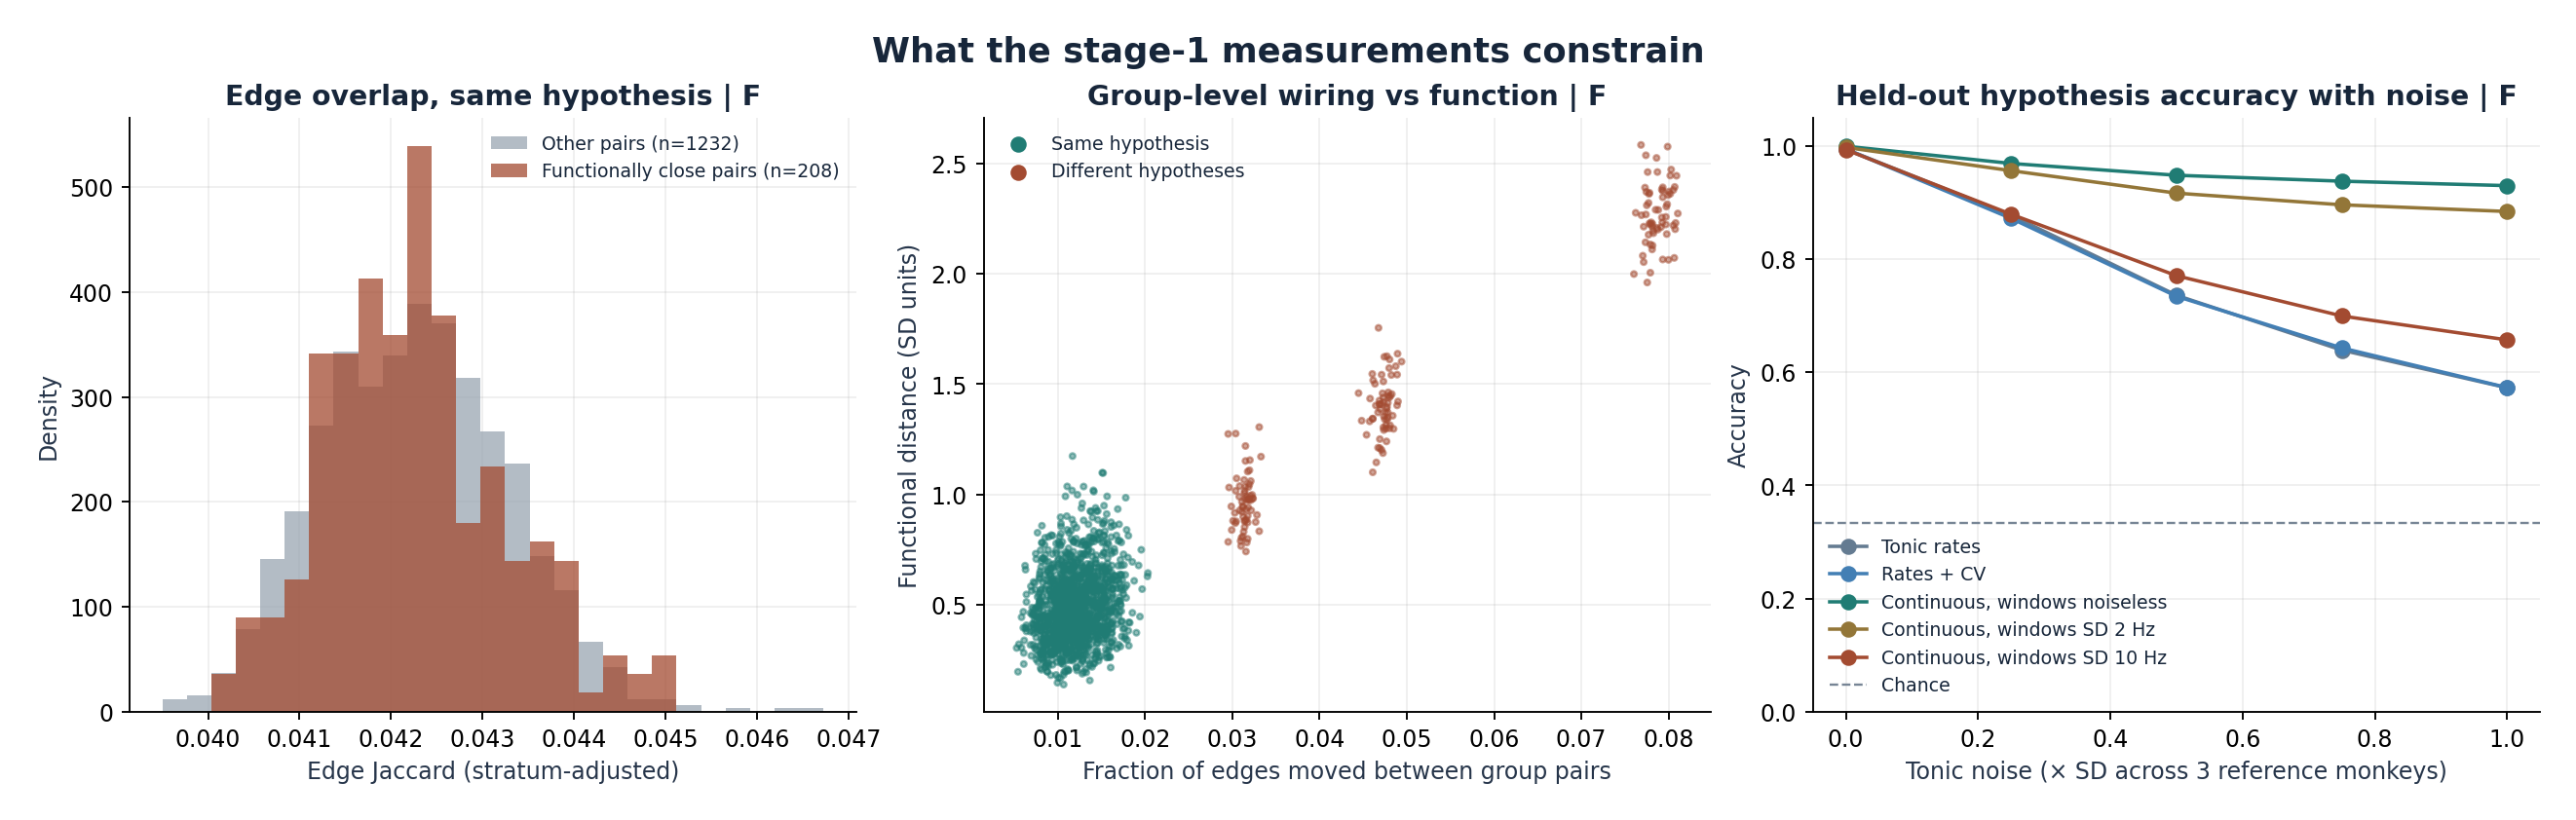 What the stage-1 measurements constrain
Edge overlap, same hypothesis | F
Other pairs (n=1232)
Functionally close pairs (n=208)
Density
500
400
300
200
100
0
0.040 0.041 0.042 0.043 0.044 0.045 0.046 0.047
Edge Jaccard (stratum-adjusted)
Group-level wiring vs function | F
Same hypothesis
Different hypotheses
Functional distance (SD units)
2.5
2.0
1.5
1.0
0.5
0.01 0.02 0.03 0.04 0.05 0.06 0.07 0.08
Fraction of edges moved between group pairs
Held-out hypothesis accuracy with noise | F
Accuracy
1.0
0.8
0.6
0.4
0.2
0.0
Tonic rates
Rates + CV
Continuous, windows noiseless
Continuous, windows SD 2 Hz
Continuous, windows SD 10 Hz
Chance
0.0 0.2 0.4 0.6 0.8 1.0
Tonic noise (× SD across 3 reference monkeys)